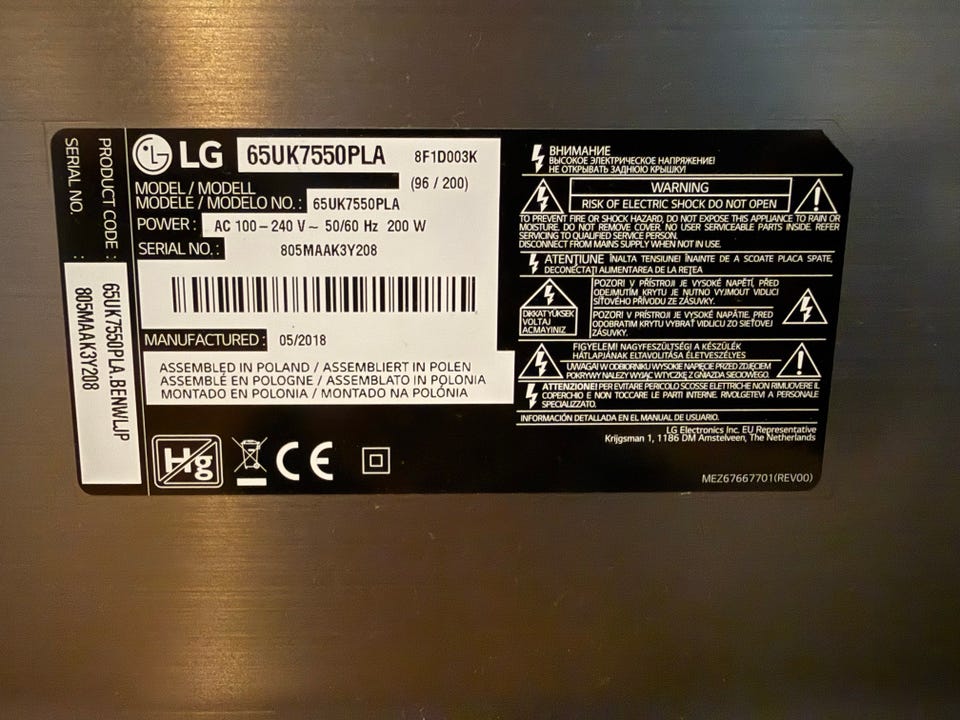 SERIAL NO.
PRODUCT CODE :
65UK7550PLA.BENWLJP
805MAAK3Y208
LG 65UK7550PLA 8F1D003K
(96 / 200)
MODEL / MODELL
MODELE / MODELO NO. : 65UK7550PLA
POWER : AC 100-240 V~ 50/60 Hz 200 W
SERIAL NO. : 805MAAK3Y208
MANUFACTURED : 05/2018
ASSEMBLED IN POLAND / ASSEMBLIERT IN POLEN
ASSEMBLÉ EN POLOGNE / ASSEMBLATO IN POLONIA
MONTADO EN POLONIA / MONTADO NA POLÔNIA
Hg
CE
ВНИМАНИЕ
ВЫСОКОЕ ЭЛЕКТРИЧЕСКОЕ НАПРЯЖЕНИЕ!
НЕ ОТКРЫВАТЬ ЗАДНЮЮ КРЫШКУ!
WARNING
RISK OF ELECTRIC SHOCK DO NOT OPEN
TO PREVENT FIRE OR SHOCK HAZARD, DO NOT EXPOSE THIS APPLIANCE TO RAIN OR
MOISTURE. DO NOT REMOVE COVER. NO USER SERVICEABLE PARTS INSIDE. REFER
SERVICING TO QUALIFIED SERVICE PERSON.
DISCONNECT FROM MAINS SUPPLY WHEN NOT IN USE.
ATENŢIUNE ÎNALTA TENSIUNE! ÎNAINTE DE A SCOATE PLACA SPATE,
DECONECTAŢI ALIMENTAREA DE LA REŢEA
DIKKAT YÜKSEK
VOLTAJ
AÇMAYINIZ
POZOR! V PŘÍSTROJI JE VYSOKÉ NAPĚTÍ, PŘED
ODEJMUTÍM KRYTU JE NUTNO VYJMOUT VIDLICI
SÍŤOVÉHO PŘÍVODU ZE ZÁSUVKY.
POZOR! V PRÍSTROJI JE VYSOKÉ NAPÄTIE, PRED
ODOBRATÍM KRYTU VYBRAŤ VIDLICU ZO SIEŤOVEJ
ZÁSUVKY.
FIGYELEM! NAGYFESZÜLTSÉG! A KÉSZÜLÉK
HÁTLAPJÁNAK ELTÁVOLÍTÁSA ÉLETVESZÉLYES
UWAGA! W ODBIORNIKU WYSOKIE NAPIĘCIE PRZED ZDJĘCIEM
POKRYWY NALEŻY WYJĄĆ WTYCZKĘ Z GNIAZDA SIECIOWEGO.
ATTENZIONE! PER EVITARE PERICOLO SCOSSE ELETTRICHE NON RIMUOVERE IL
COPERCHIO E NON TOCCARE LE PARTI INTERNE. RIVOLGETEVI A PERSONALE
SPECIALIZZATO.
INFORMACIÓN DETALLADA EN EL MANUAL DE USUARIO.
LG Electronics Inc. EU Representative
Krijgsman 1, 1186 DM Amstelveen, The Netherlands
MEZ67667701(REV00)